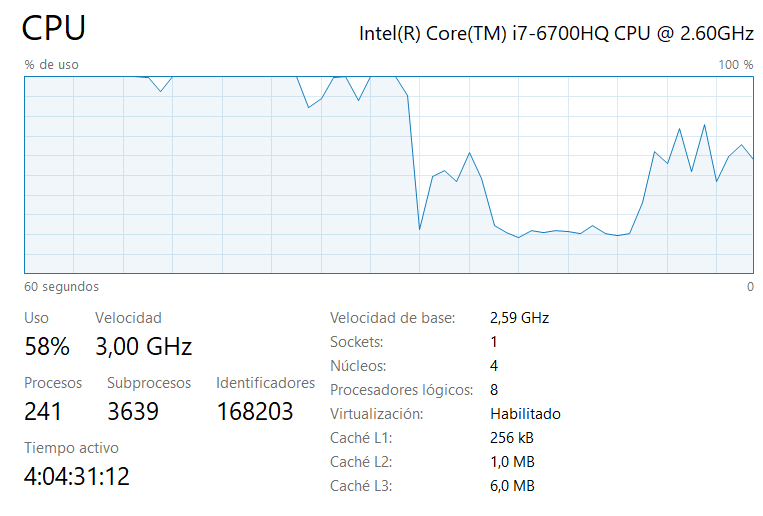 CPU
Intel(R) Core(TM) i7-6700HQ CPU @ 2.60GHz
% de uso
100 %
60 segundos
0
Uso
Velocidad
58%
3,00 GHz
Procesos
Subprocesos
Identificadores
241
3639
168203
Tiempo activo
4:04:31:12
Velocidad de base: 2,59 GHz
Sockets: 1
Núcleos: 4
Procesadores lógicos: 8
Virtualización: Habilitado
Caché L1: 256 kB
Caché L2: 1,0 MB
Caché L3: 6,0 MB